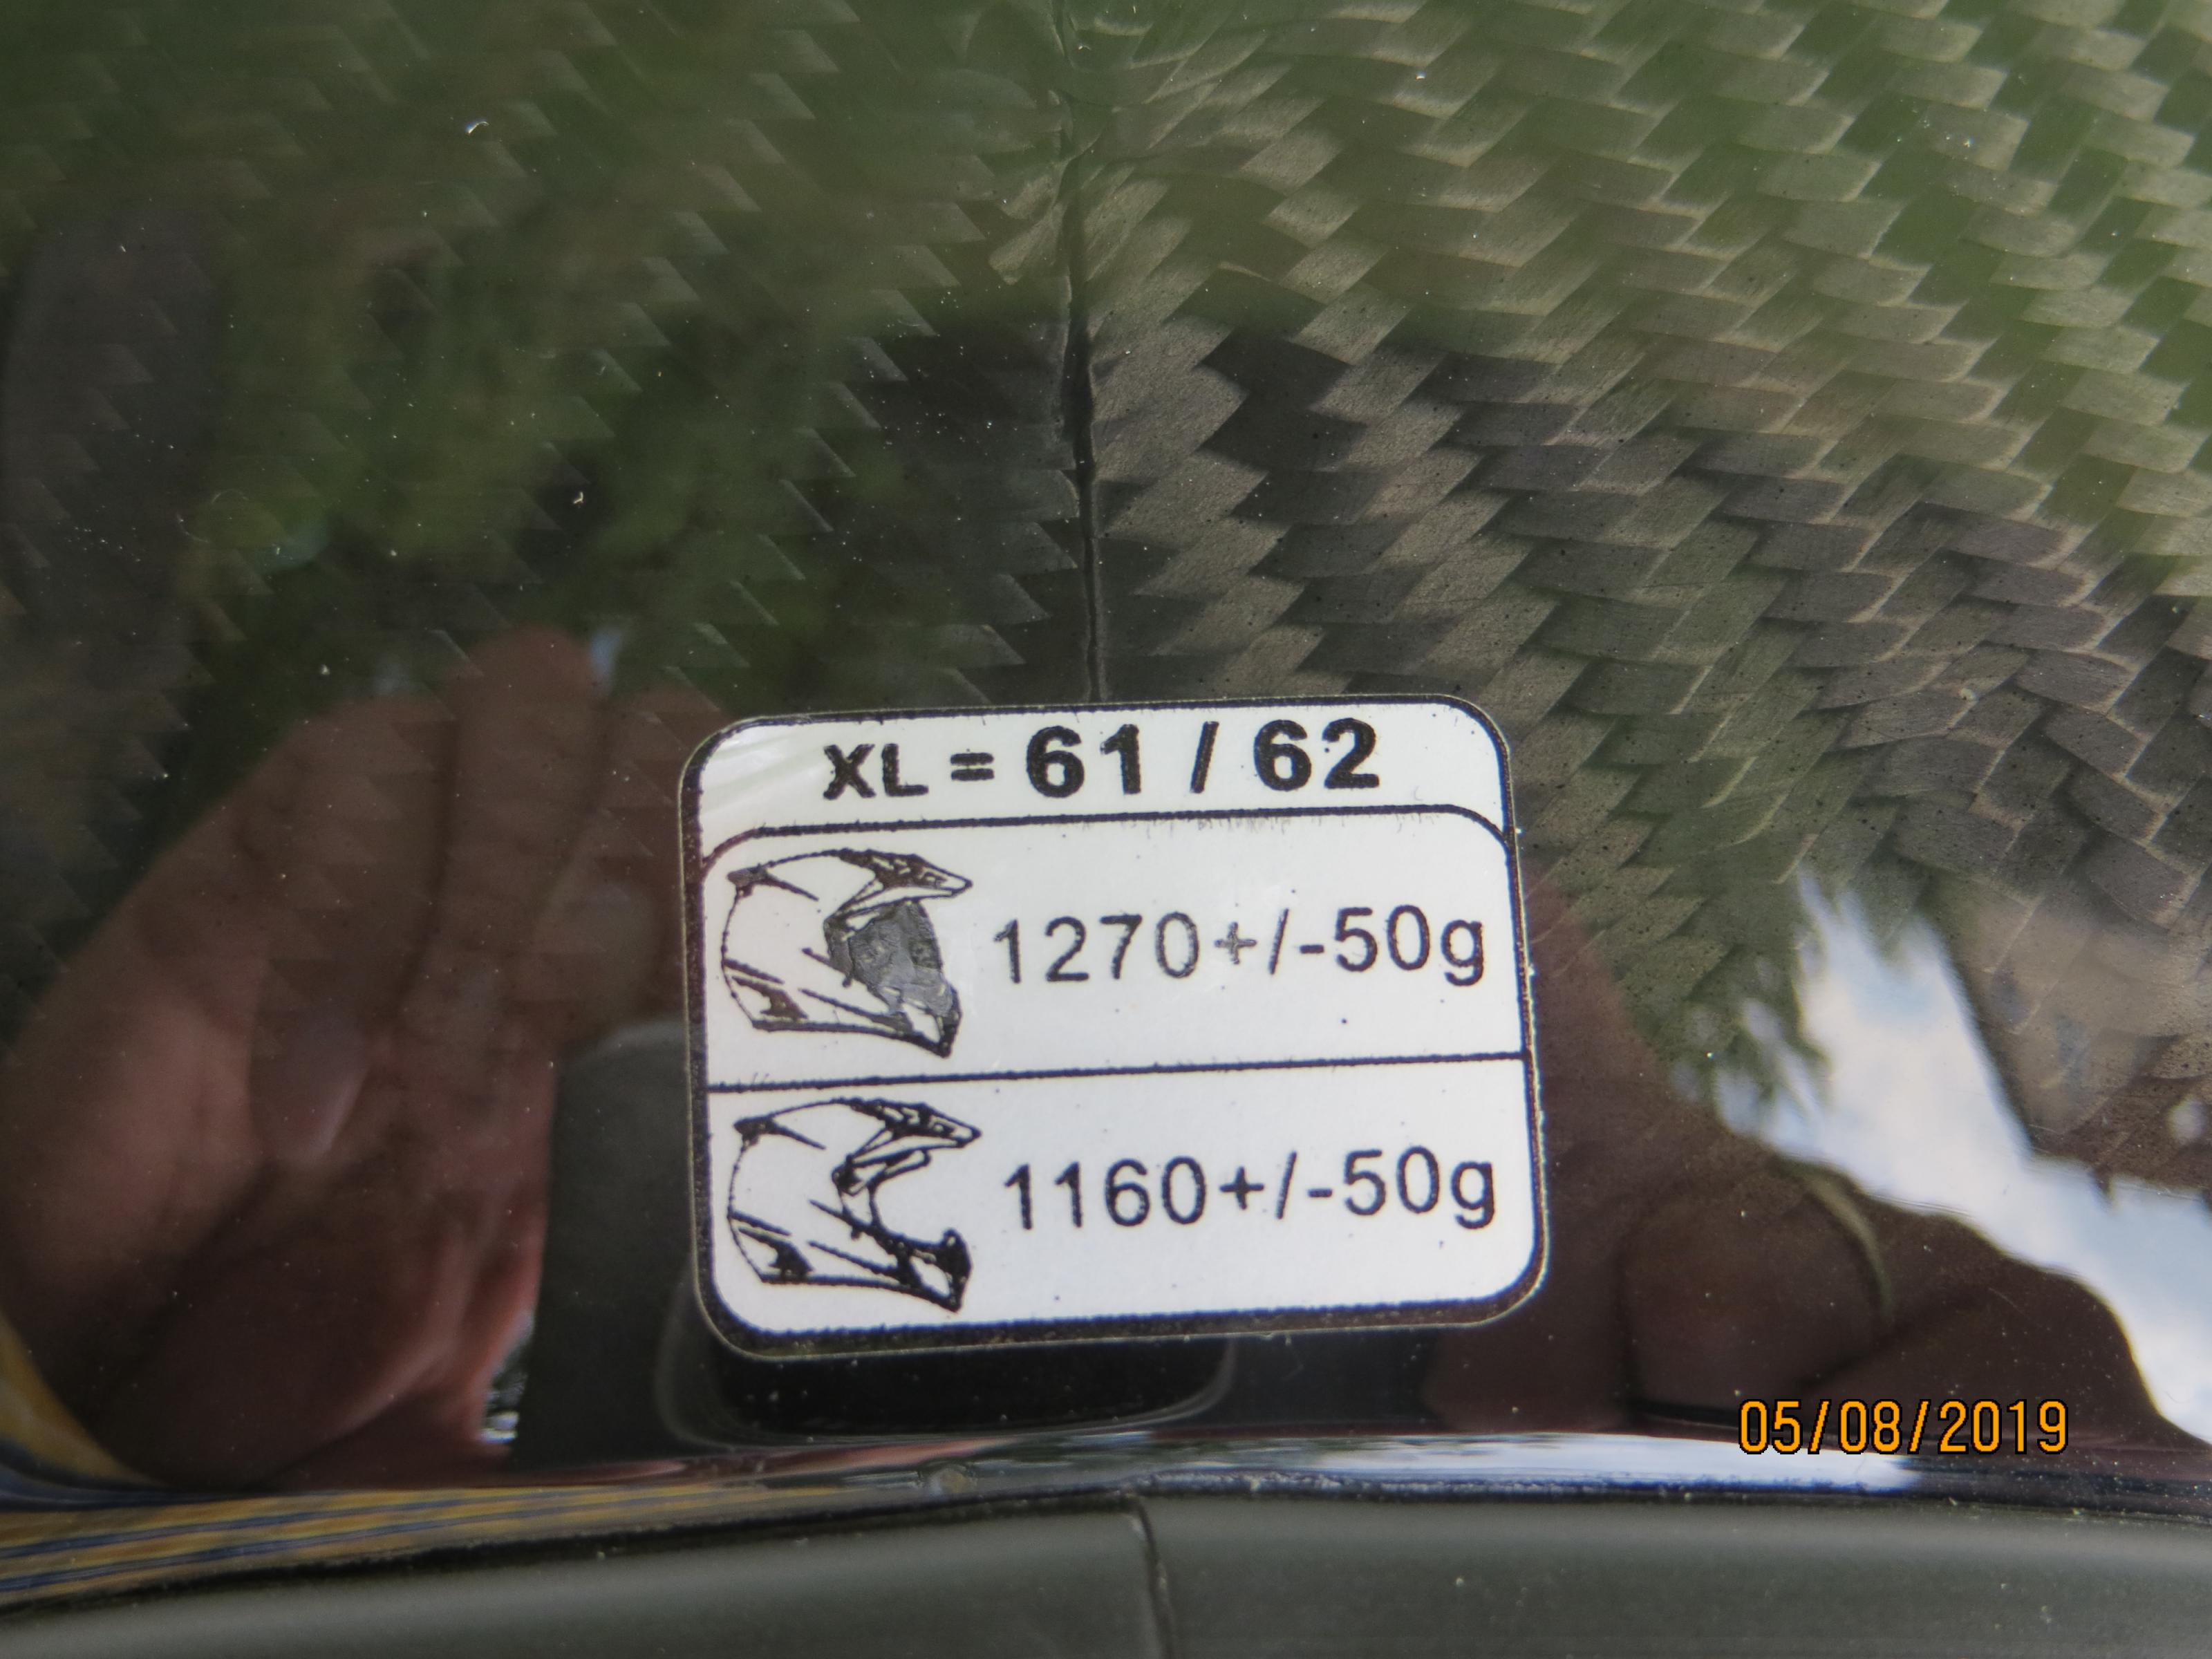 XL = 61 / 62
1270+/-50g
1160+/-50g
05/08/2019